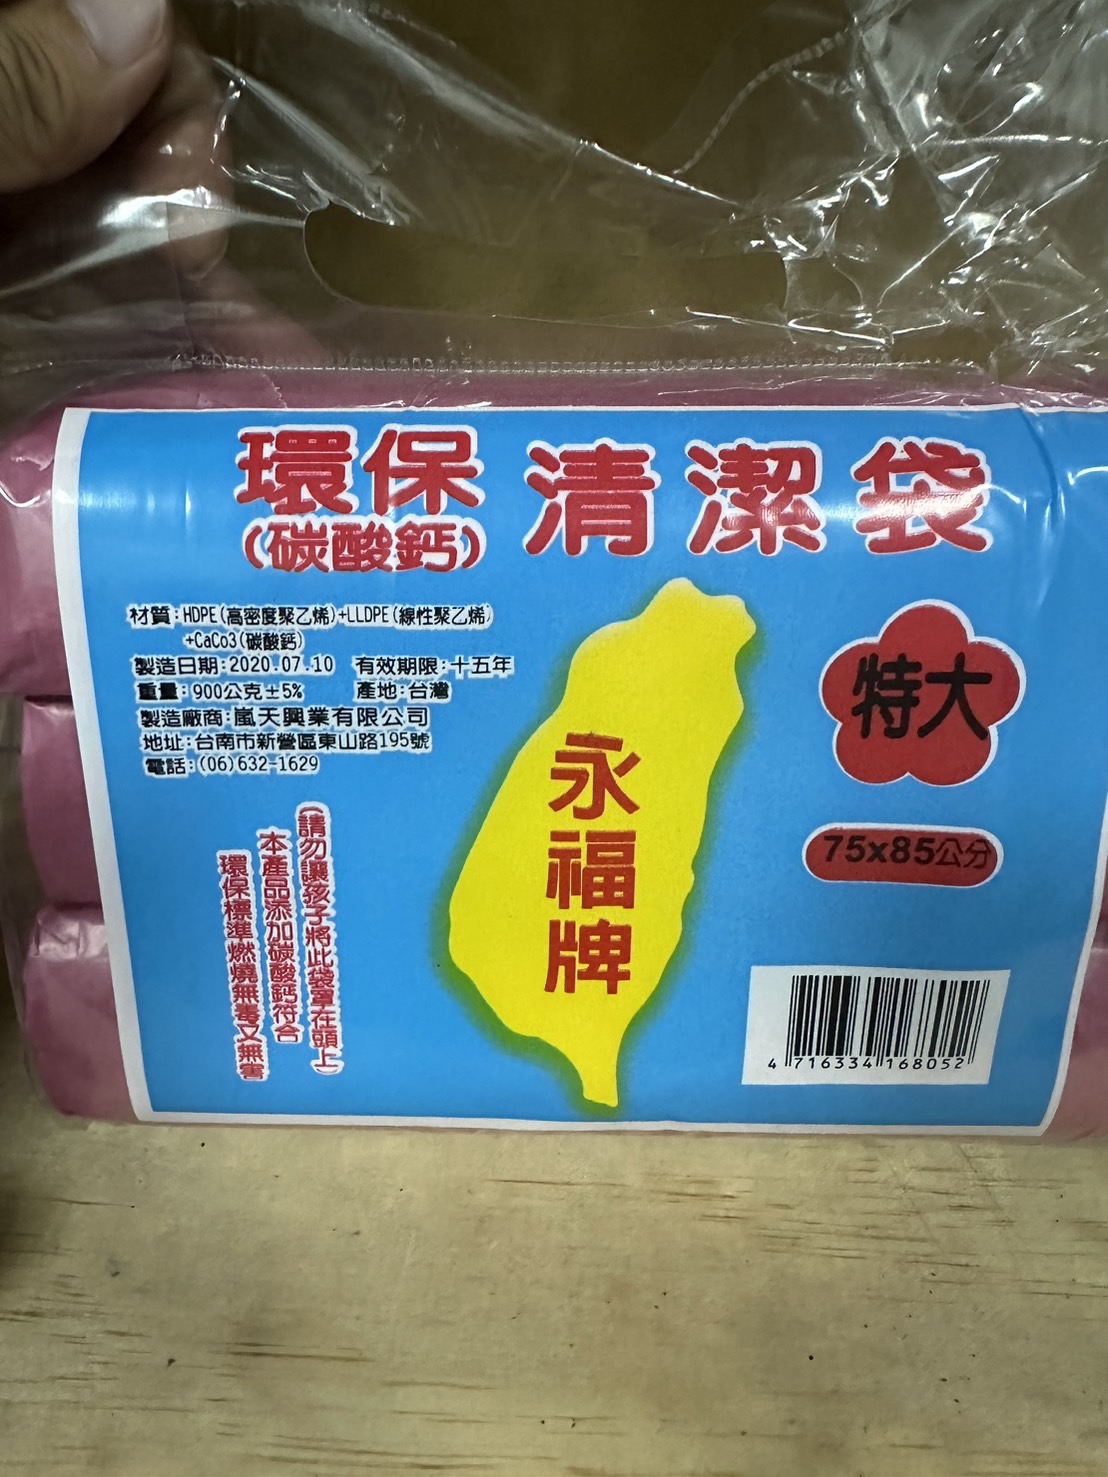 環保 清潔袋
(碳酸鈣)
材質:HDPE(高密度聚乙烯)+LLDPE(線性聚乙烯)
+CaCo3(碳酸鈣)
製造日期:2020.07.10 有效期限:十五年
重量:900公克±5% 產地:台灣
製造廠商:嵐天興業有限公司
地址:台南市新營區東山路195號
電話:(06)632-1629
特大
75x85公分
永福牌
(請勿讓孩子將此袋罩在頭上)
本產品添加碳酸鈣符合
環保標準燃燒無毒又無害
4 716334 168052